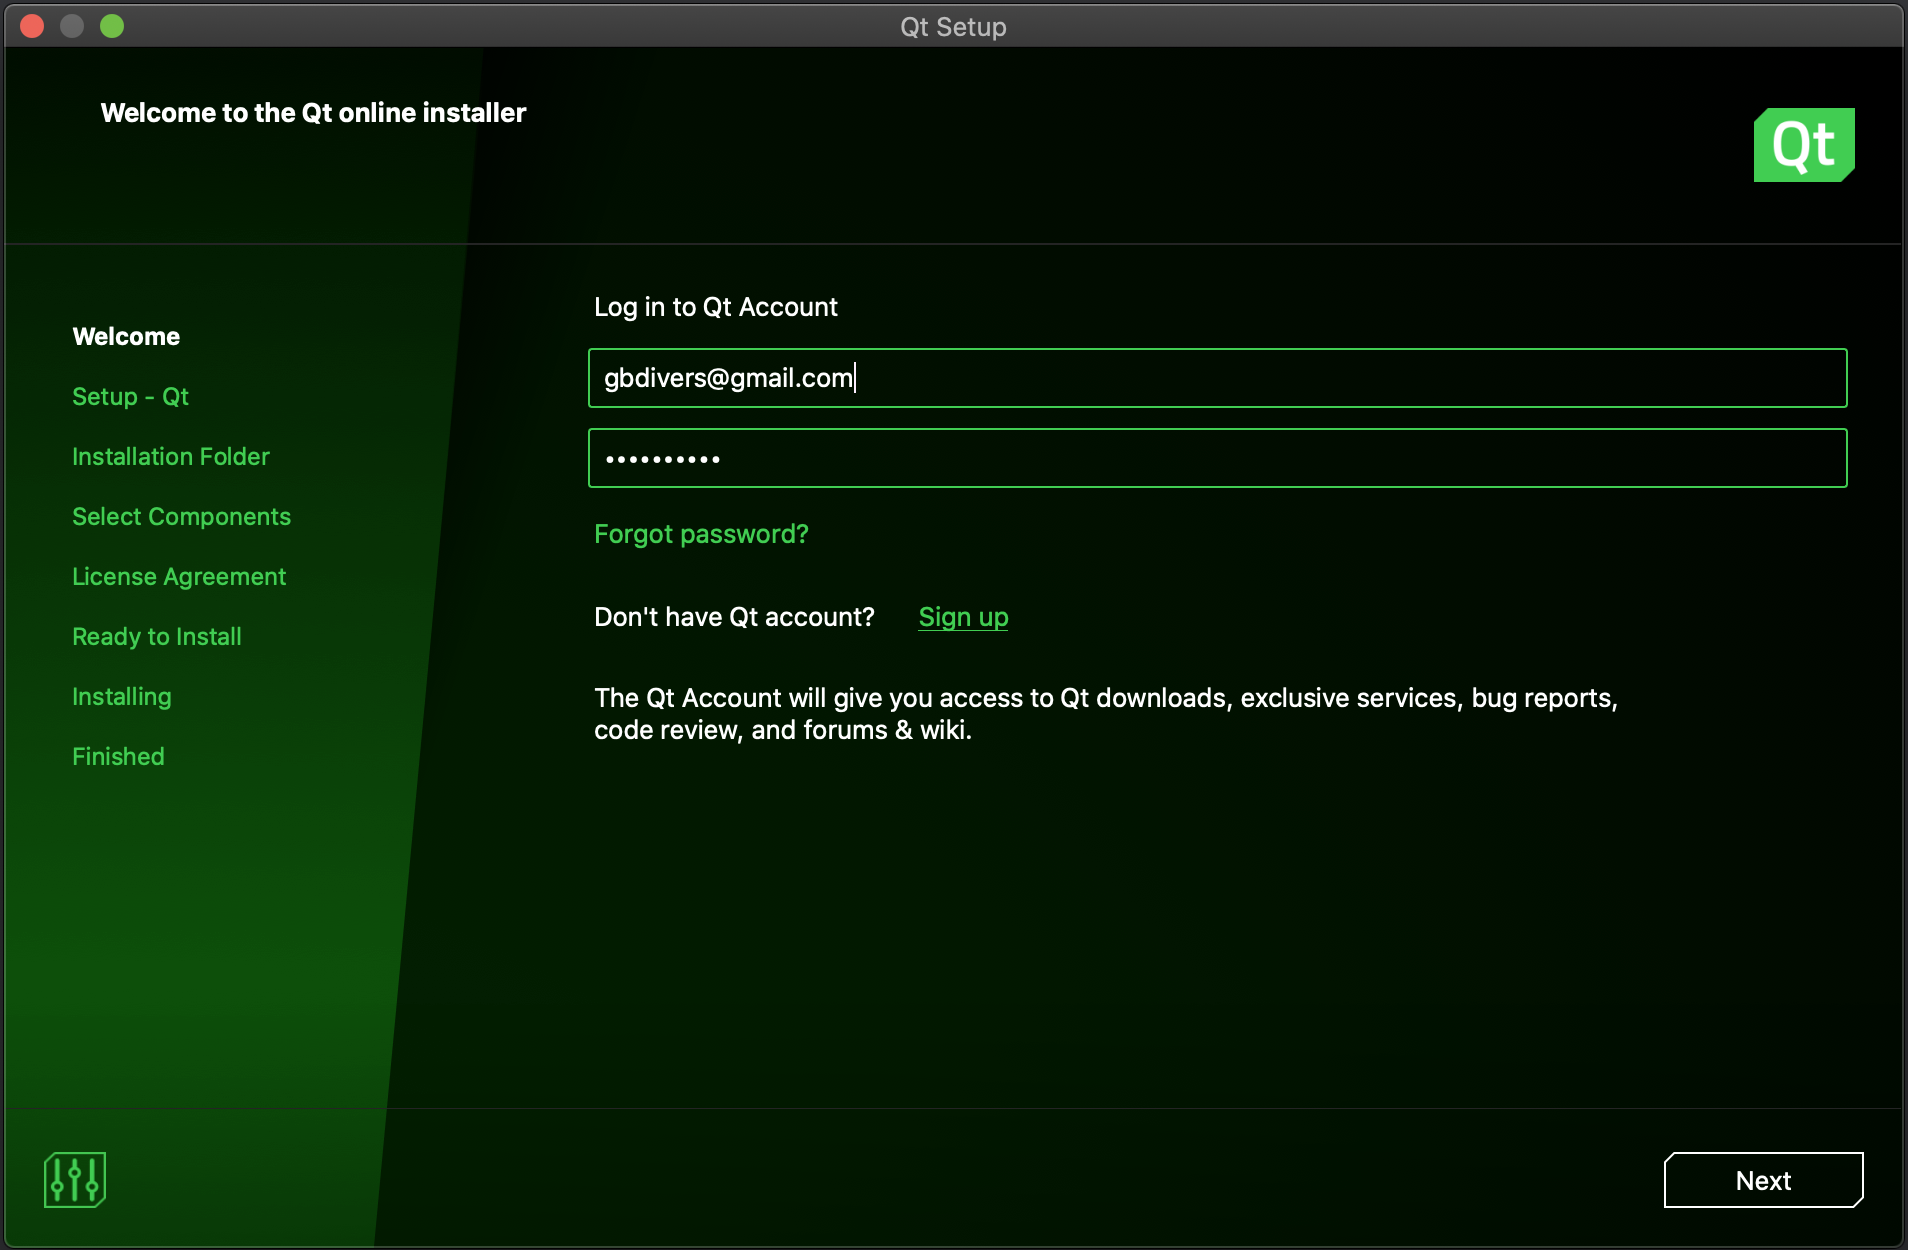 Qt Setup
Welcome to the Qt online installer
Qt
Welcome
Setup - Qt
Installation Folder
Select Components
License Agreement
Ready to Install
Installing
Finished
Log in to Qt Account
gbdivers@gmail.com
••••••••••
Forgot password?
Don't have Qt account? Sign up
The Qt Account will give you access to Qt downloads, exclusive services, bug reports,
code review, and forums & wiki.
Next